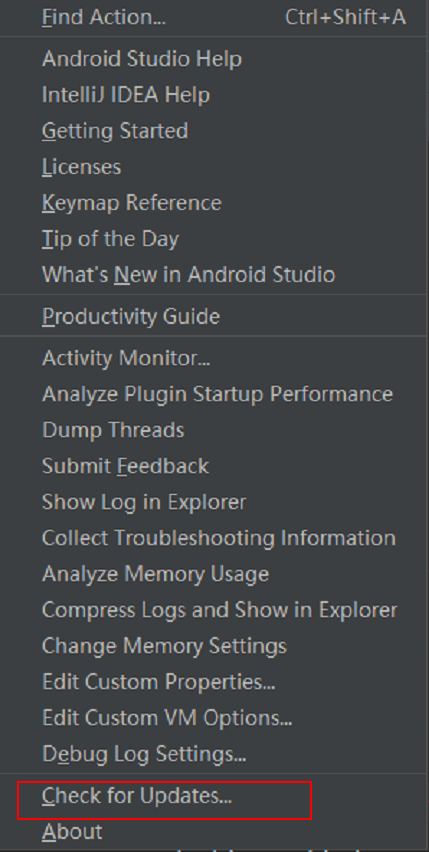 Find Action... Ctrl+Shift+A
Android Studio Help
IntelliJ IDEA Help
Getting Started
Licenses
Keymap Reference
Tip of the Day
What's New in Android Studio
Productivity Guide
Activity Monitor...
Analyze Plugin Startup Performance
Dump Threads
Submit Feedback
Show Log in Explorer
Collect Troubleshooting Information
Analyze Memory Usage
Compress Logs and Show in Explorer
Change Memory Settings
Edit Custom Properties...
Edit Custom VM Options...
Debug Log Settings...
Check for Updates...
About